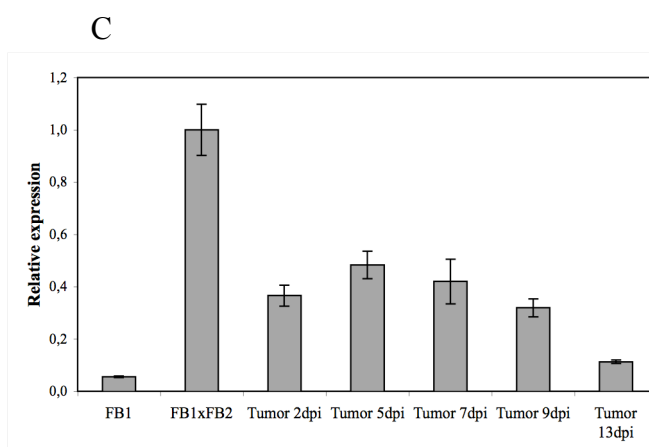 C
1,2
1,0
0,8
0,6
0,4
0,2
0,0
Relative expression
FB1 FB1xFB2 Tumor 2dpi Tumor 5dpi Tumor 7dpi Tumor 9dpi Tumor
13dpi